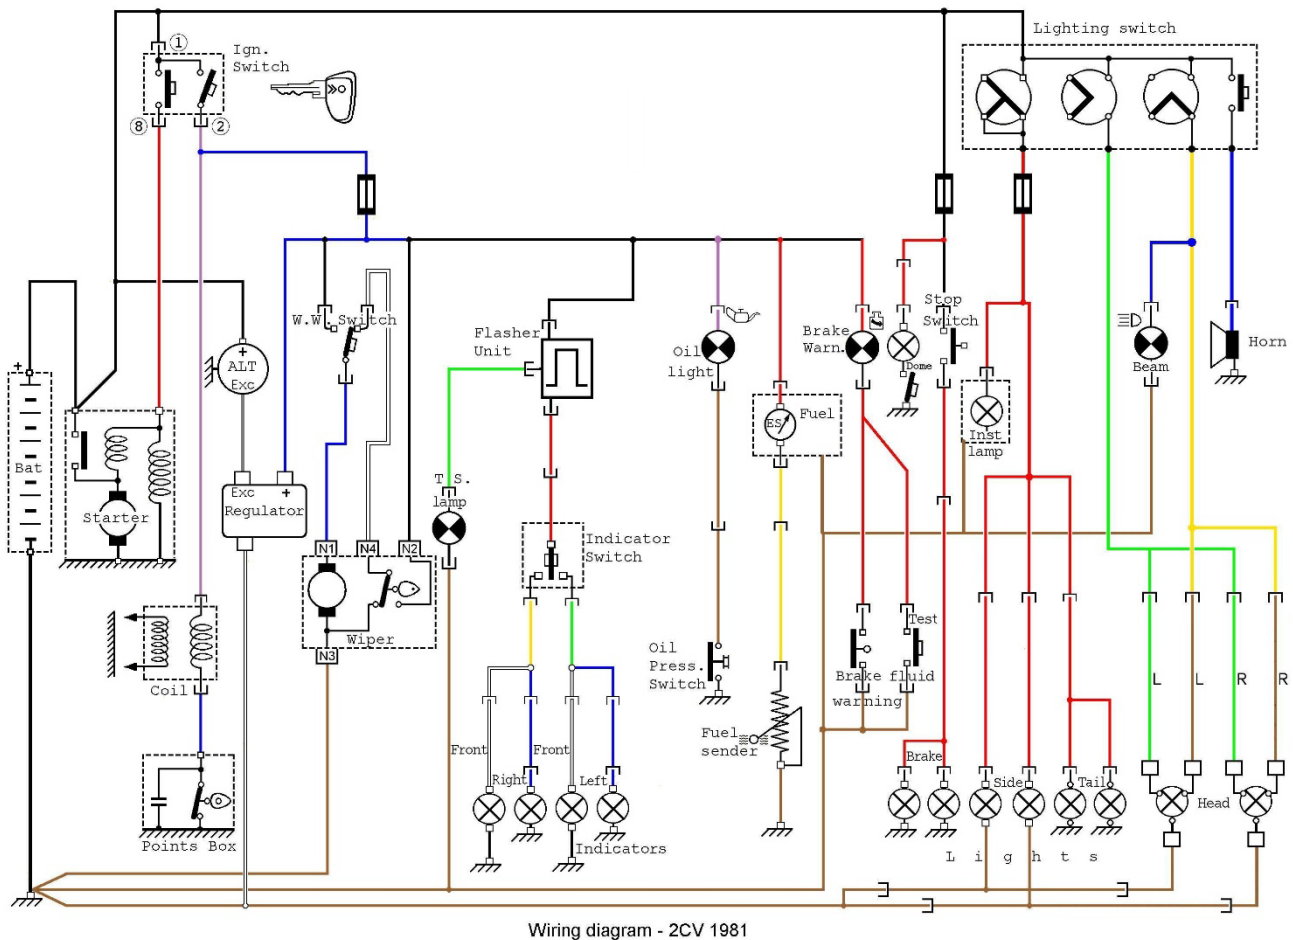 Lighting switch
1
Ign.
Switch
8
2
W.W. Switch
Stop
Switch
Flasher
Unit
Brake
Warn.
Oil
light
Horn
Beam
+
ALT
Exc
Dome
+
Bat
ES
Fuel
Inst
lamp
T.S.
lamp
Exc
+
Regulator
Starter
Indicator
Switch
N1
N4
N2
Wiper
N3
Test
Oil
Press.
Switch
Brake fluid
warning
L
L
R
R
Coil
Fuel
sender
Front
Front
Right
Left
Brake
Side
Tail
Head
Points Box
Indicators
Lights
Wiring diagram - 2CV 1981